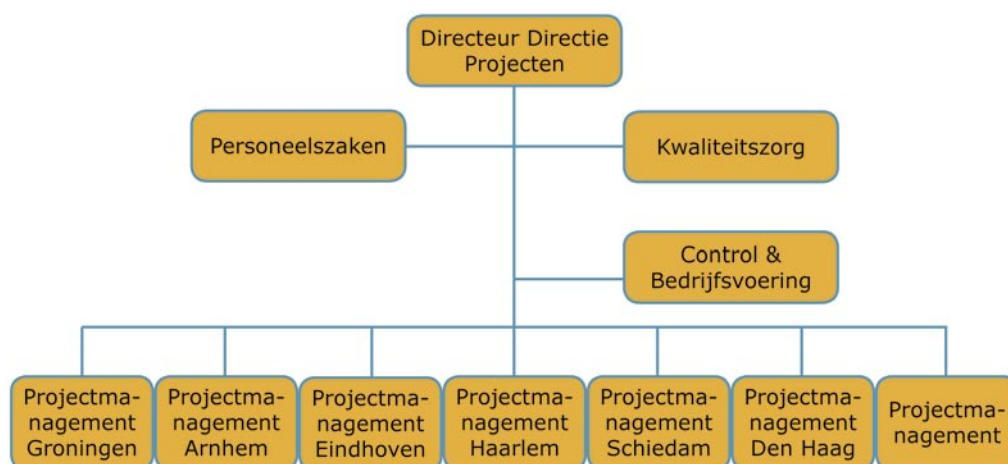 Directeur Directie
Projecten
Personeelszaken
Kwaliteitszorg
Control &
Bedrijfsvoering
Projectma-
nagement
Groningen
Projectma-
nagement
Arnhem
Projectma-
nagement
Eindhoven
Projectma-
nagement
Haarlem
Projectma-
nagement
Schiedam
Projectma-
nagement
Den Haag
Projectma-
nagement